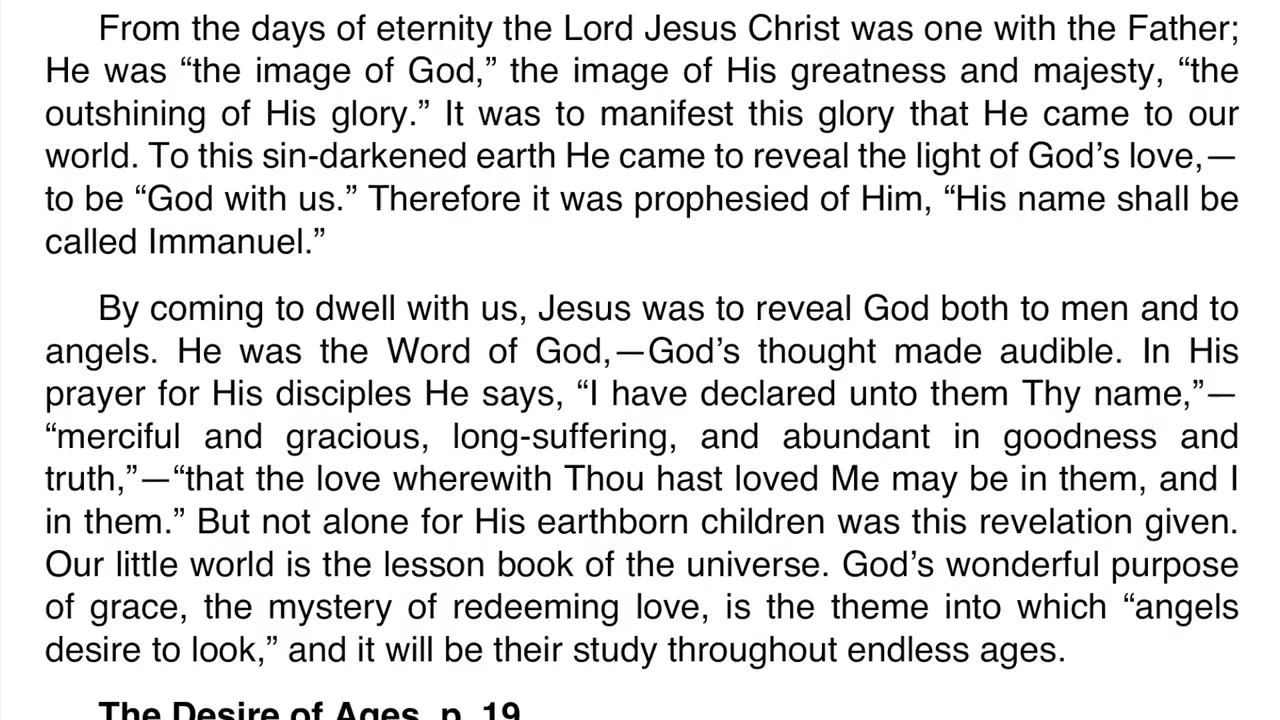 From the days of eternity the Lord Jesus Christ was one with the Father;
He was “the image of God,” the image of His greatness and majesty, “the
outshining of His glory.” It was to manifest this glory that He came to our
world. To this sin-darkened earth He came to reveal the light of God’s love,—
to be “God with us.” Therefore it was prophesied of Him, “His name shall be
called Immanuel.”
By coming to dwell with us, Jesus was to reveal God both to men and to
angels. He was the Word of God,—God’s thought made audible. In His
prayer for His disciples He says, “I have declared unto them Thy name,”—
“merciful and gracious, long-suffering, and abundant in goodness and
truth,”—“that the love wherewith Thou hast loved Me may be in them, and I
in them.” But not alone for His earthborn children was this revelation given.
Our little world is the lesson book of the universe. God’s wonderful purpose
of grace, the mystery of redeeming love, is the theme into which “angels
desire to look,” and it will be their study throughout endless ages.
The Desire of Ages, p. 19